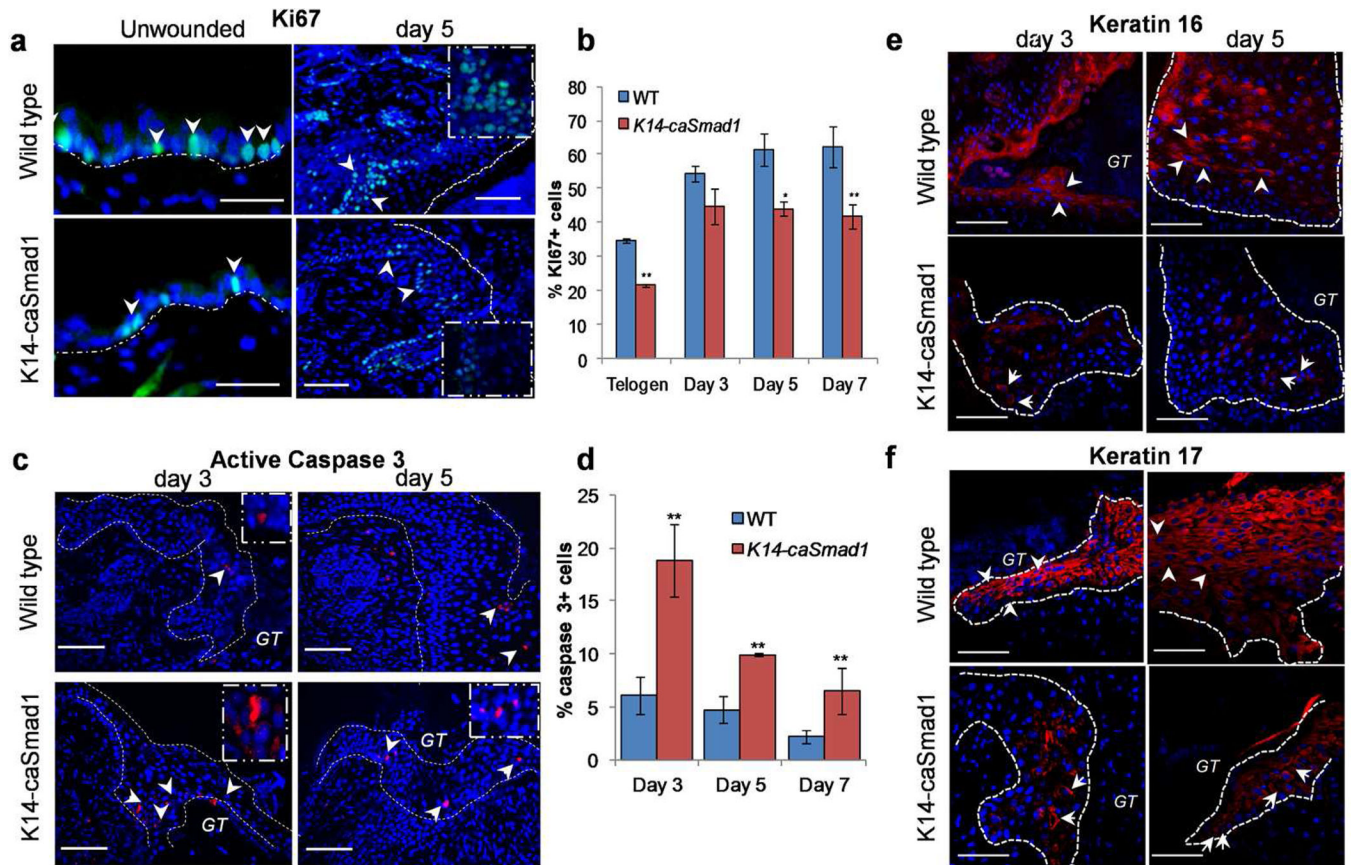 a
Ki67
Unwounded
day 5
Wild type
K14-caSmad1
b
WT
K14-caSmad1
% Ki67+ cells
80
70
60
50
40
30
20
10
0
**
*
**
Telogen
Day 3
Day 5
Day 7
c
Active Caspase 3
day 3
day 5
Wild type
GT
K14-caSmad1
GT
GT
d
WT
K14-caSmad1
% caspase 3+ cells
25
20
15
10
5
0
**
**
**
Day 3
Day 5
Day 7
e
Keratin 16
day 3
day 5
Wild type
GT
K14-caSmad1
GT
f
Keratin 17
Wild type
GT
K14-caSmad1
GT
GT